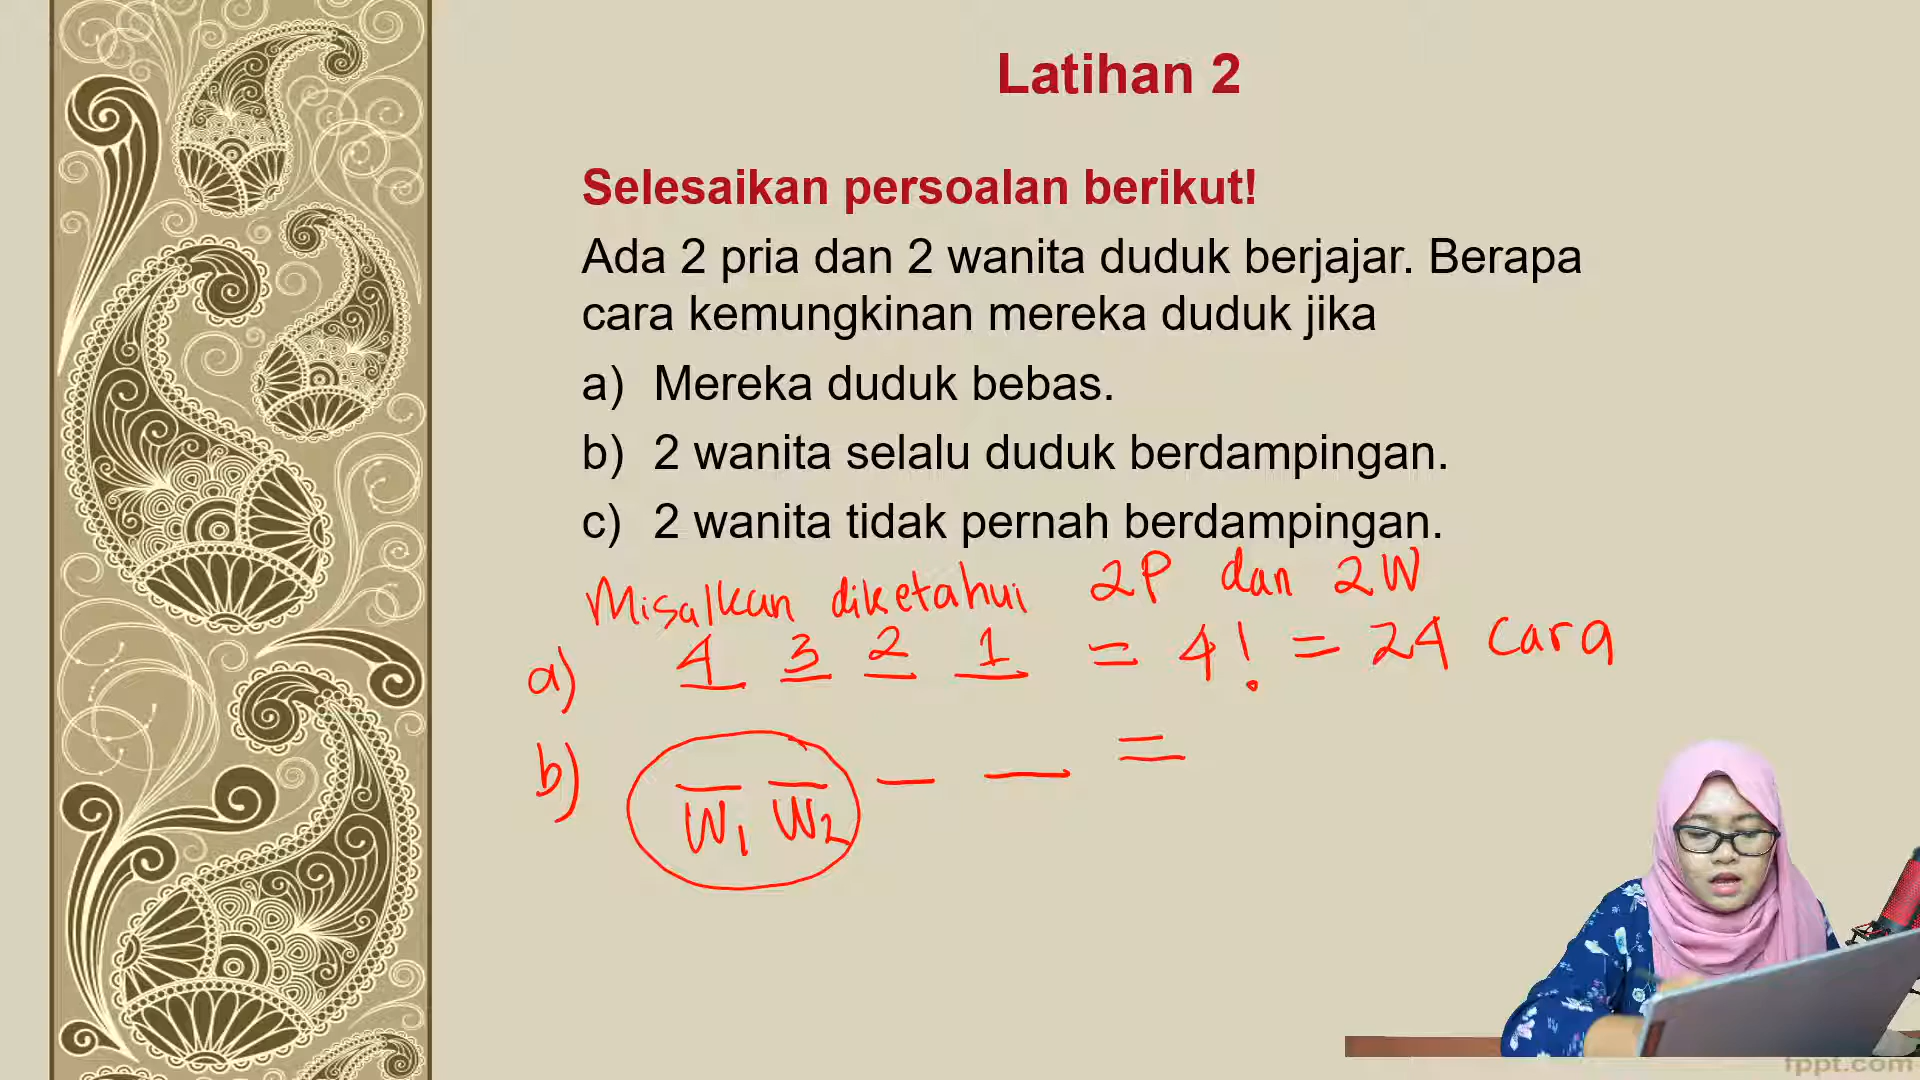 Latihan 2
Selesaikan persoalan berikut!
Ada 2 pria dan 2 wanita duduk berjajar. Berapa
cara kemungkinan mereka duduk jika
a) Mereka duduk bebas.
b) 2 wanita selalu duduk berdampingan.
c) 2 wanita tidak pernah berdampingan.
Misalkan diketahui 2P dan 2W
a) 4 3 2 1 = 4! = 24 cara
b) _ _ _ _ =
W₁ W₂
fppt.com